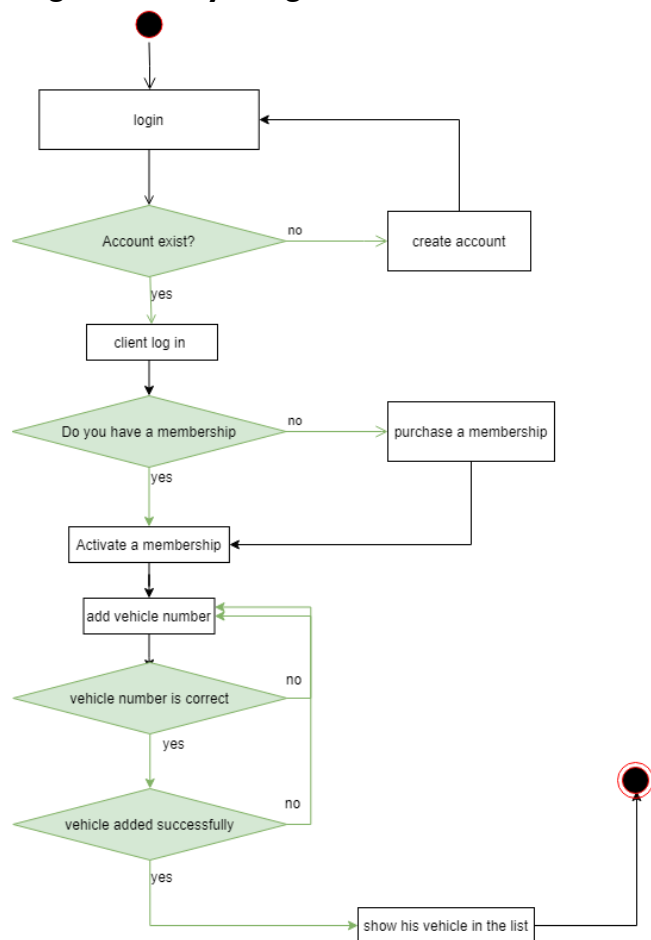 login
Account exist?
no
create account
yes
client log in
Do you have a membership
no
purchase a membership
yes
Activate a membership
add vehicle number
no
vehicle number is correct
yes
no
vehicle added successfully
yes
show his vehicle in the list